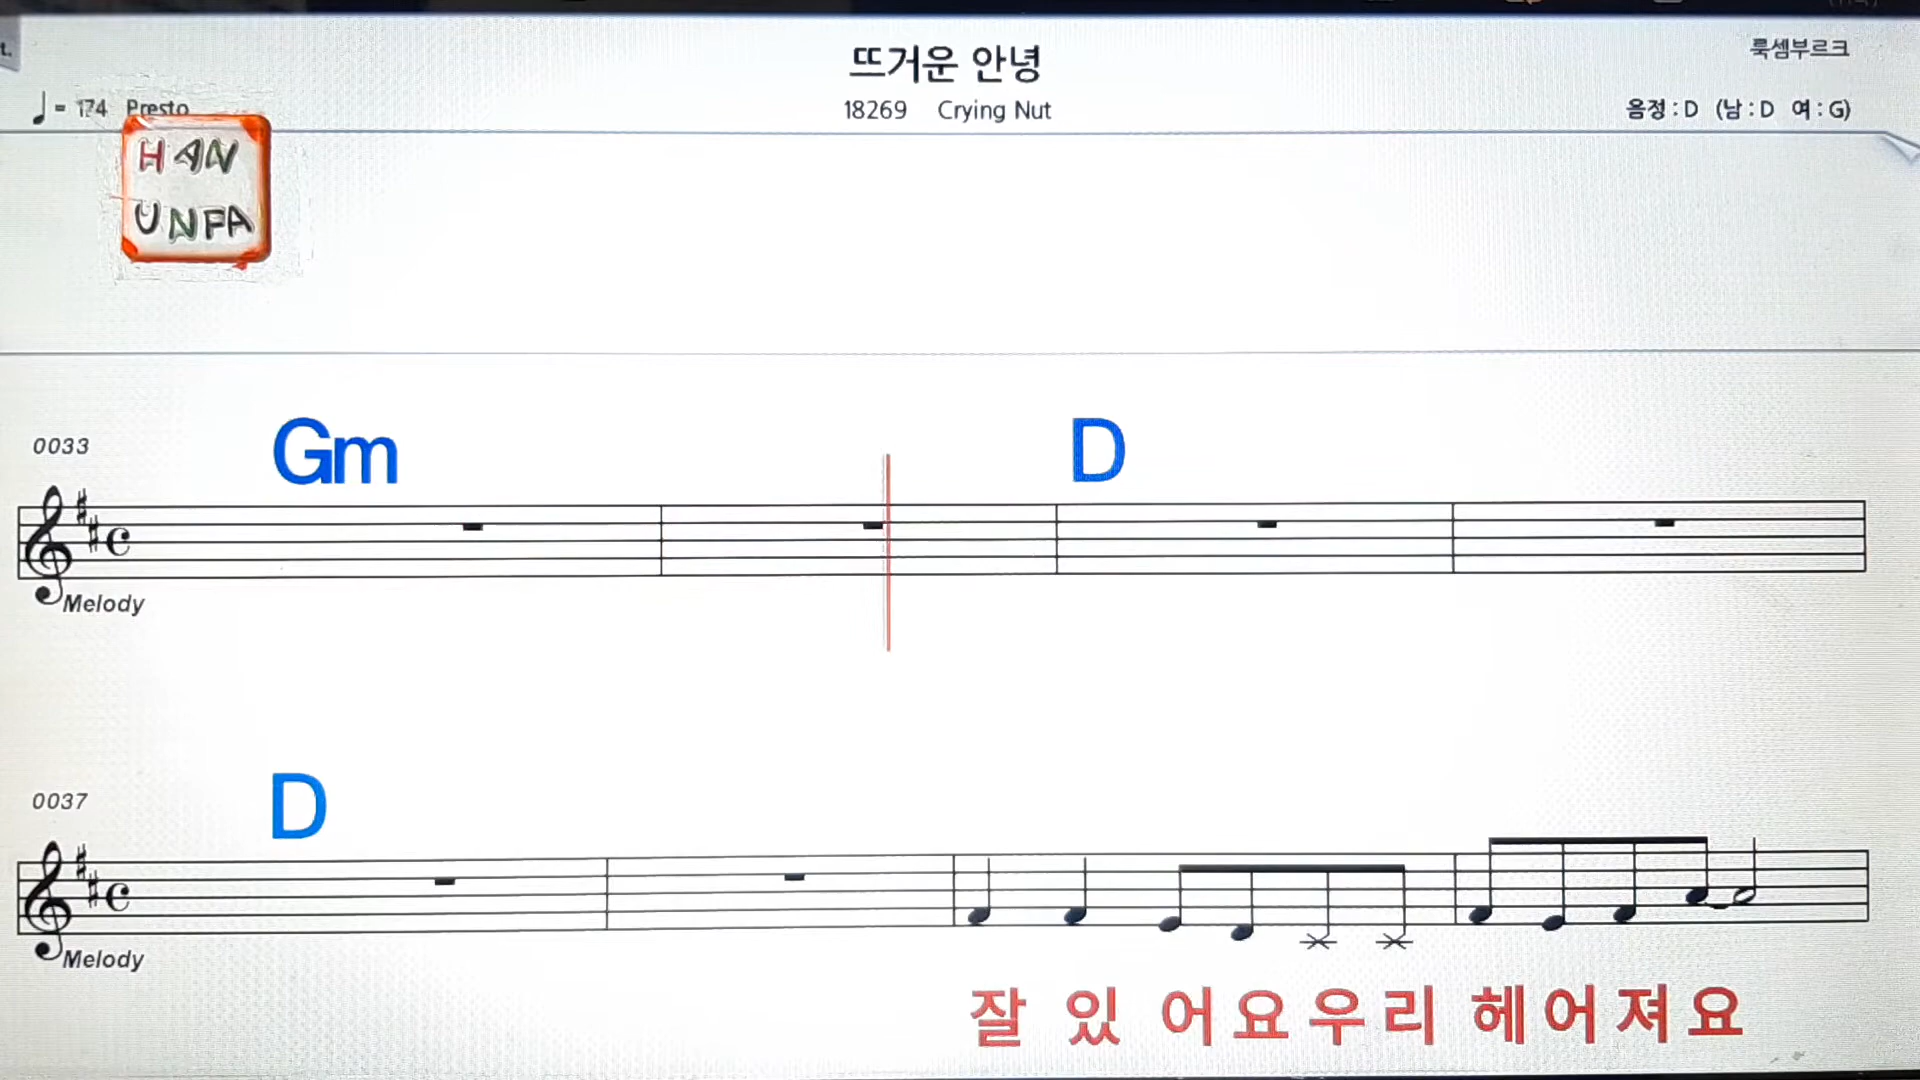 뜨거운 안녕
룩셈부르크
♩ = 174 Presto
18269 Crying Nut
음정 : D (남 : D 여 : G)
HAN
UNFA
0033
Gm D
Melody
0037
D
Melody
잘 있 어 요 우 리 헤 어 져 요